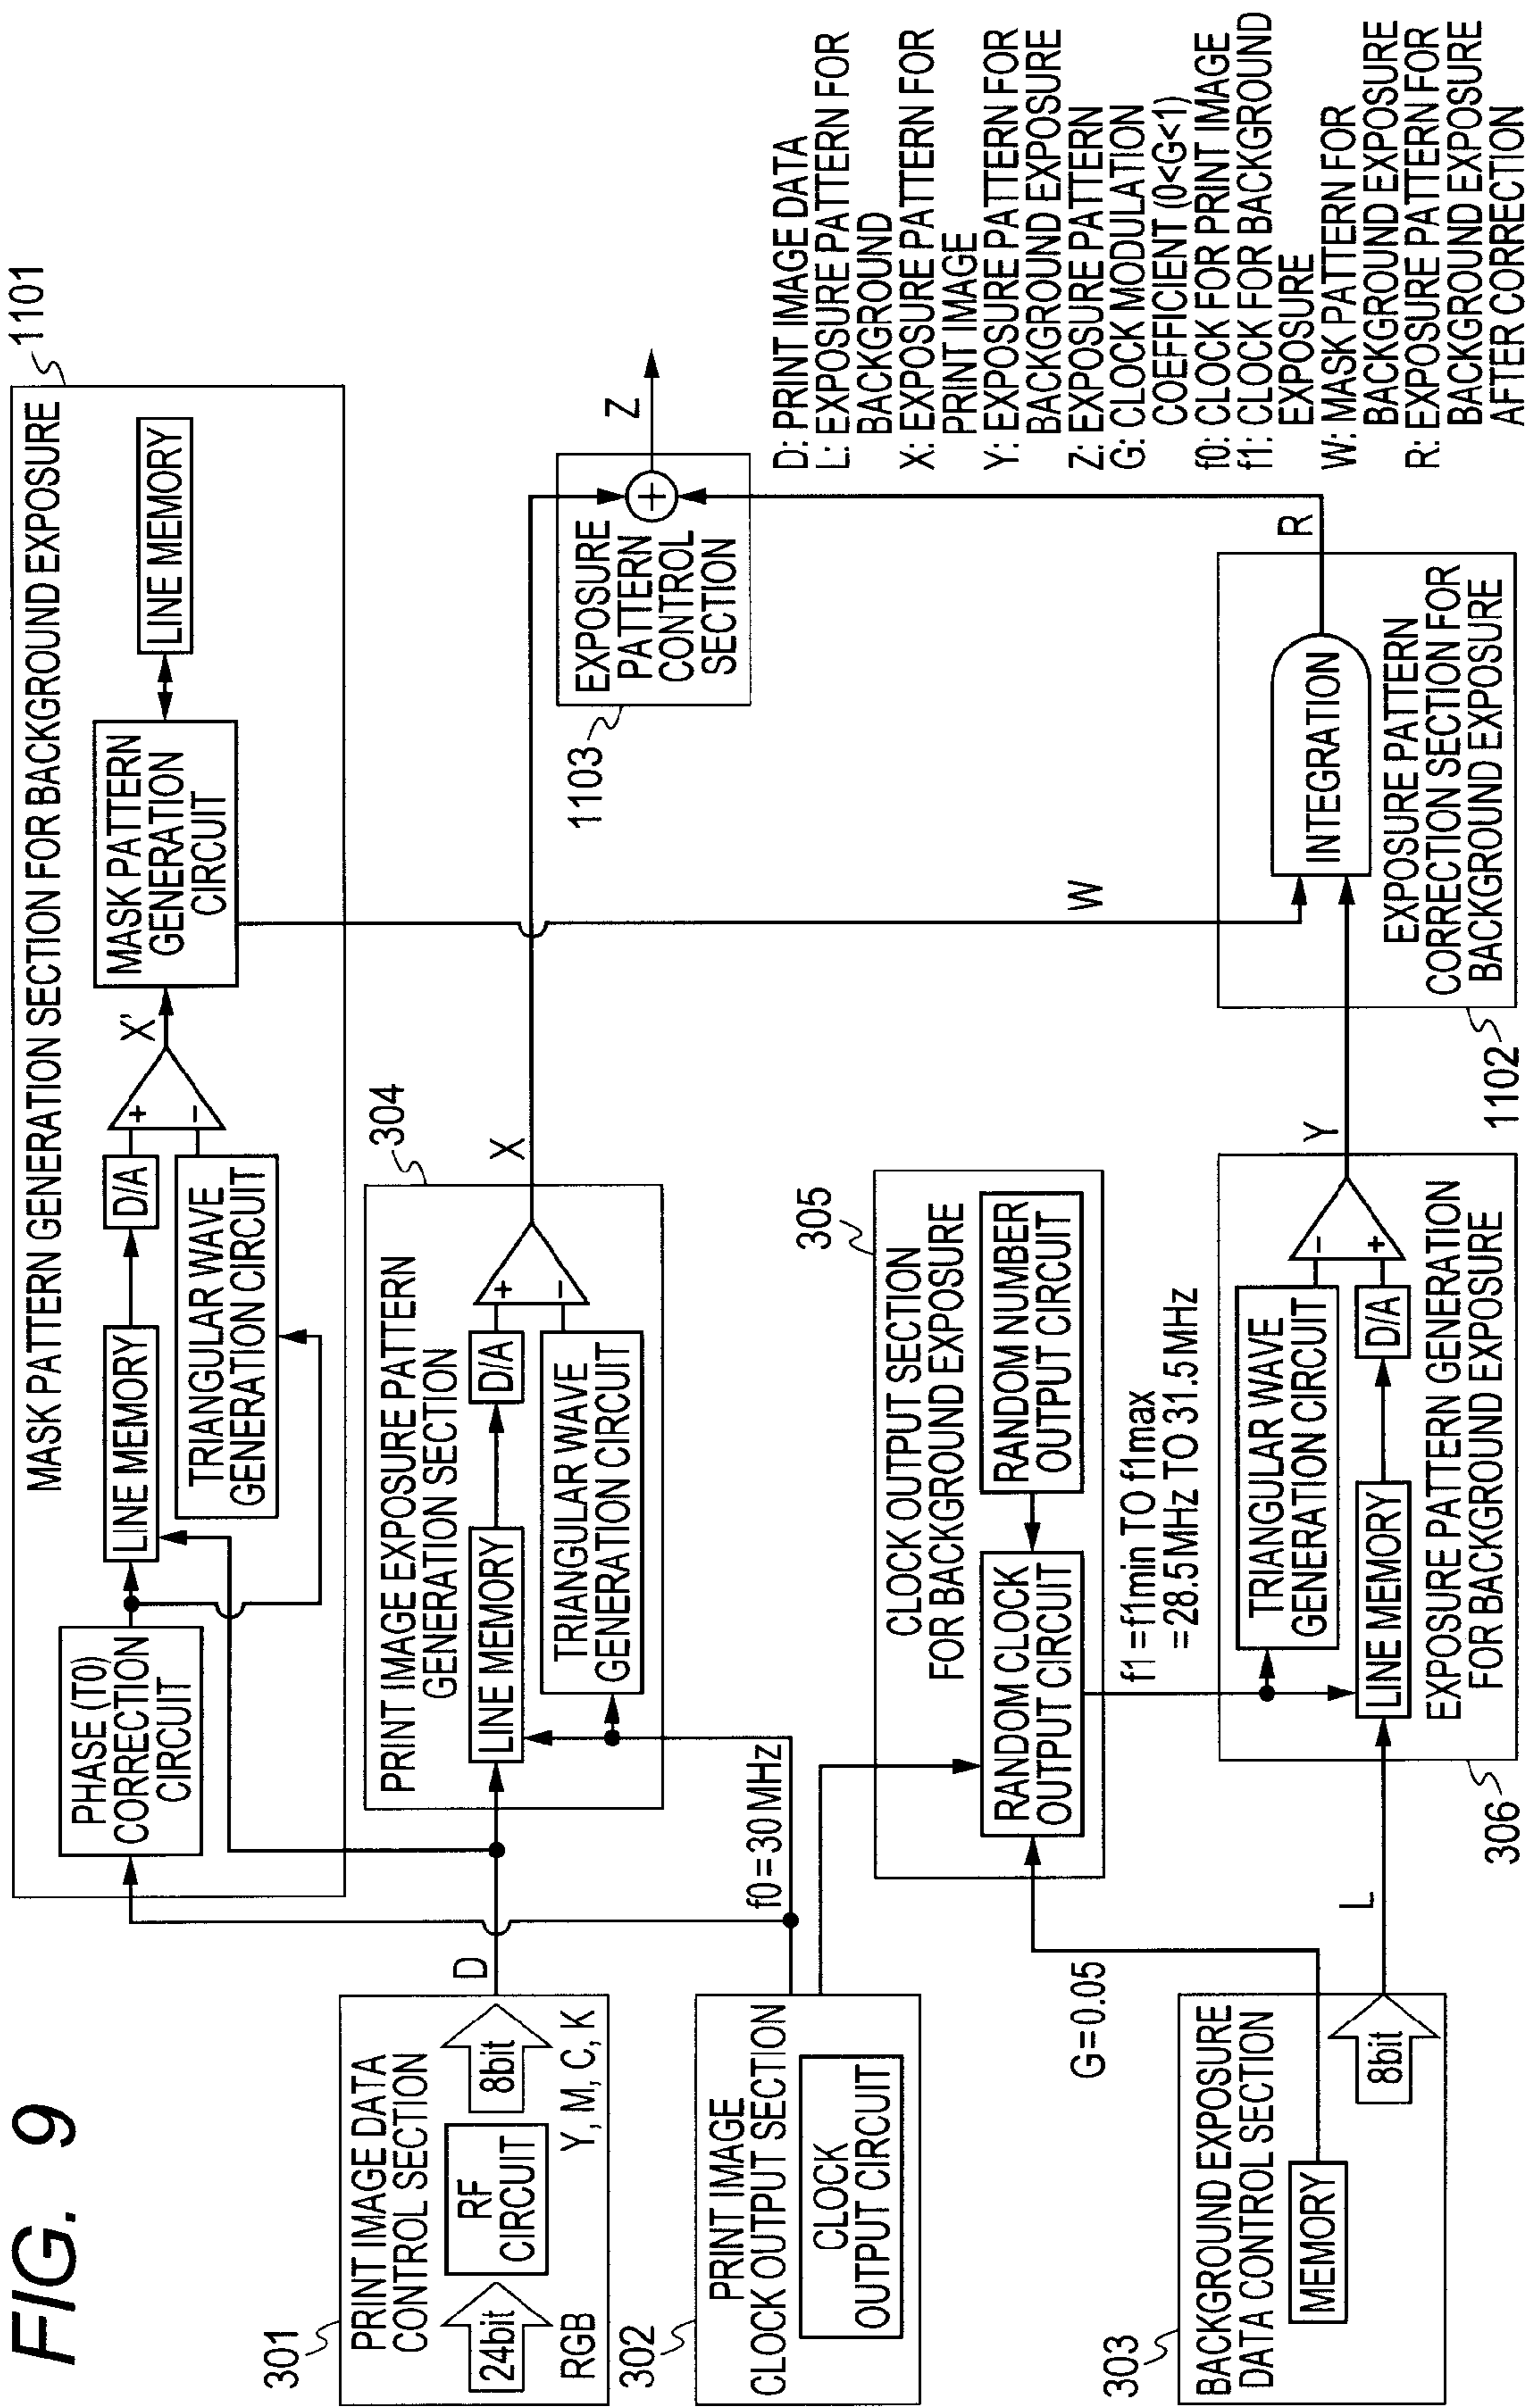 FIG. 9
301
PRINT IMAGE DATA
CONTROL SECTION
24bit
RGB
RF
CIRCUIT
8bit
Y, M, C, K
D
302
PRINT IMAGE
CLOCK OUTPUT SECTION
CLOCK
OUTPUT CIRCUIT
f0=30MHz
303
BACKGROUND EXPOSURE
DATA CONTROL SECTION
MEMORY
8bit
G=0.05
L
MASK PATTERN GENERATION SECTION FOR BACKGROUND EXPOSURE
1101
PHASE (T0)
CORRECTION
CIRCUIT
LINE MEMORY
D/A
TRIANGULAR WAVE
GENERATION CIRCUIT
+
−
X'
MASK PATTERN
GENERATION
CIRCUIT
LINE MEMORY
304
PRINT IMAGE EXPOSURE PATTERN
GENERATION SECTION
LINE MEMORY
D/A
TRIANGULAR WAVE
GENERATION CIRCUIT
+
−
X
305
CLOCK OUTPUT SECTION
FOR BACKGROUND EXPOSURE
RANDOM CLOCK
OUTPUT CIRCUIT
RANDOM NUMBER
OUTPUT CIRCUIT
f1=f1min TO f1max
=28.5MHz TO 31.5MHz
306
TRIANGULAR WAVE
GENERATION CIRCUIT
LINE MEMORY
D/A
−
+
EXPOSURE PATTERN GENERATION
FOR BACKGROUND EXPOSURE
Y
W
1102
INTEGRATION
EXPOSURE PATTERN
CORRECTION SECTION FOR
BACKGROUND EXPOSURE
R
1103
EXPOSURE
PATTERN
CONTROL
SECTION
+
Z
D: PRINT IMAGE DATA
L: EXPOSURE PATTERN FOR
BACKGROUND
X: EXPOSURE PATTERN FOR
PRINT IMAGE
Y: EXPOSURE PATTERN FOR
BACKGROUND EXPOSURE
Z: EXPOSURE PATTERN
G: CLOCK MODULATION
COEFFICIENT (0<G<1)
f0: CLOCK FOR PRINT IMAGE
f1: CLOCK FOR BACKGROUND
EXPOSURE
W: MASK PATTERN FOR
BACKGROUND EXPOSURE
R: EXPOSURE PATTERN FOR
BACKGROUND EXPOSURE
AFTER CORRECTION